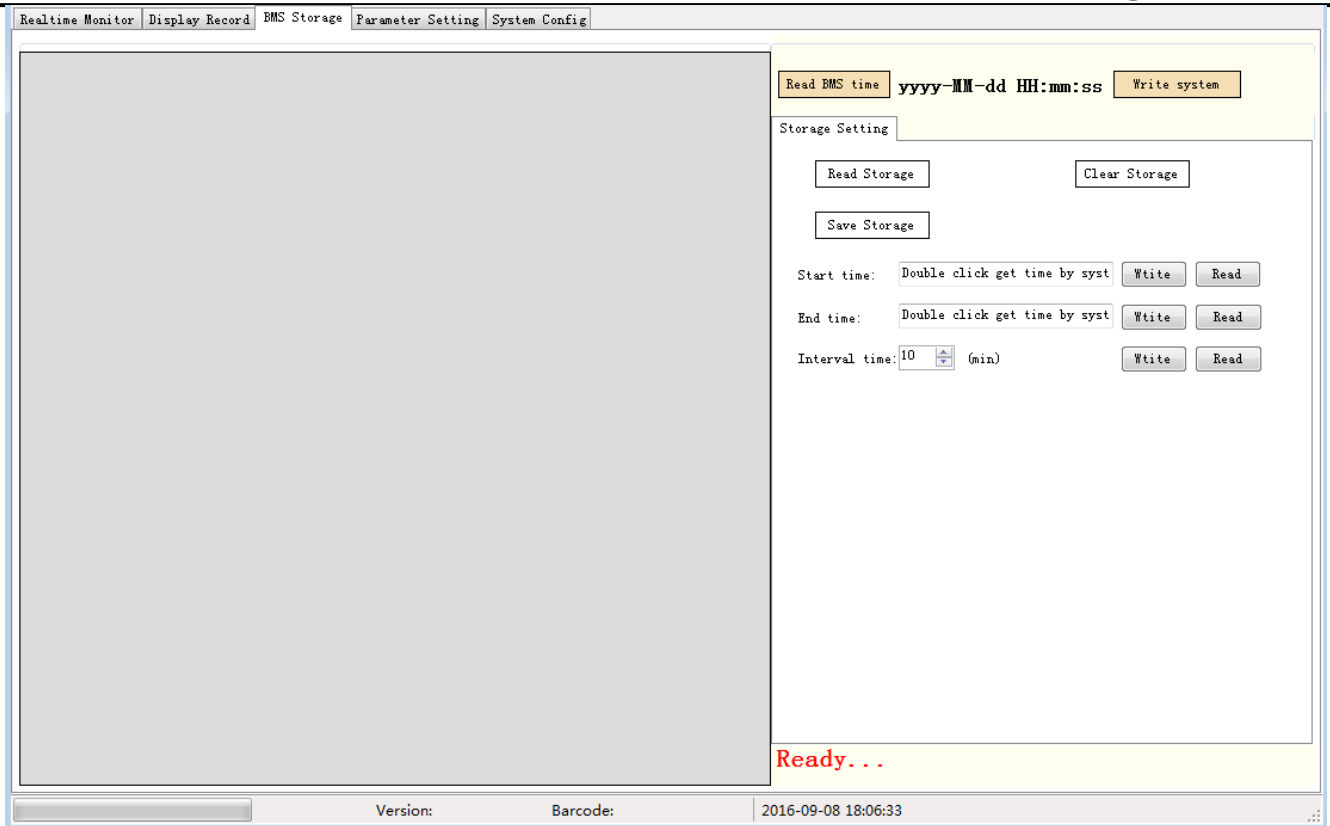 Realtime Monitor Display Record BMS Storage Parameter Setting System Config
Read BMS time yyyy-MM-dd HH:mm:ss Write system
Storage Setting
Read Storage Clear Storage
Save Storage
Start time: Double click get time by syst Wtite Read
End time: Double click get time by syst Wtite Read
Interval time: 10 (min) Wtite Read
Ready...
Version: Barcode: 2016-09-08 18:06:33